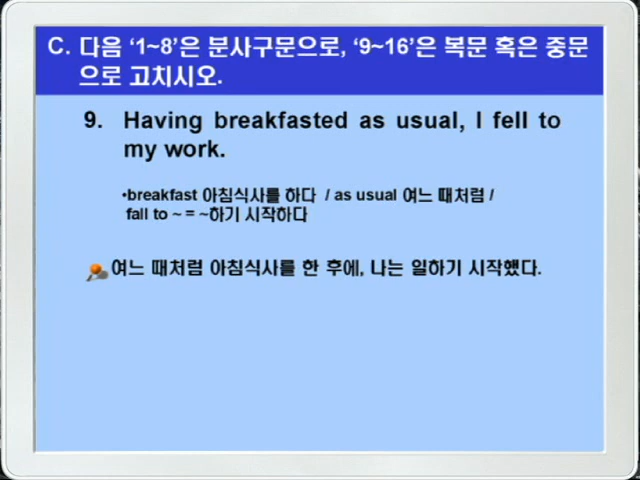 C. 다음 ‘1~8’은 분사구문으로, ‘9~16’은 복문 혹은 중문
으로 고치시오.
9. Having breakfasted as usual, I fell to
my work.
•breakfast 아침식사를 하다 / as usual 여느 때처럼 /
fall to ~ = ~하기 시작하다
여느 때처럼 아침식사를 한 후에, 나는 일하기 시작했다.